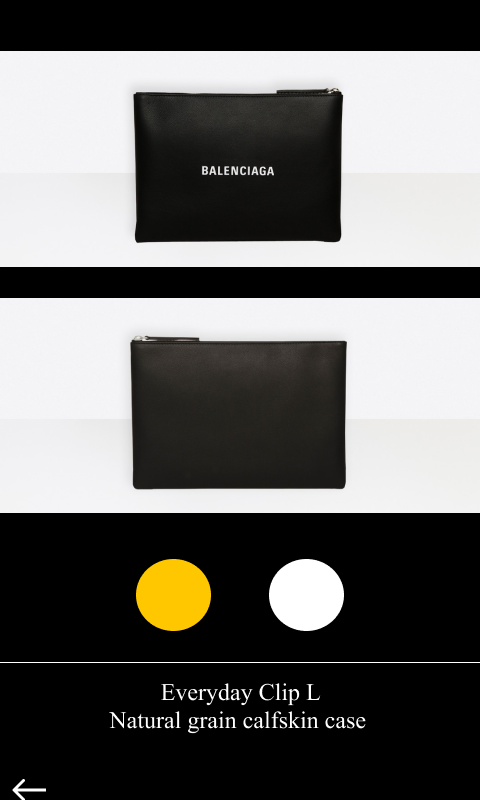 BALENCIAGA
Everyday Clip L
Natural grain calfskin case